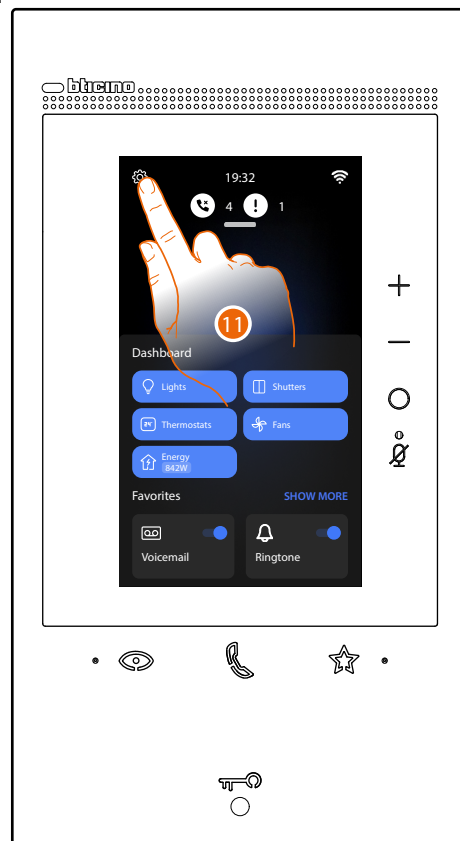 bticino
19:32
4
1
11
Dashboard
Lights
Shutters
Thermostats
Fans
Energy
842W
Favorites
SHOW MORE
Voicemail
Ringtone